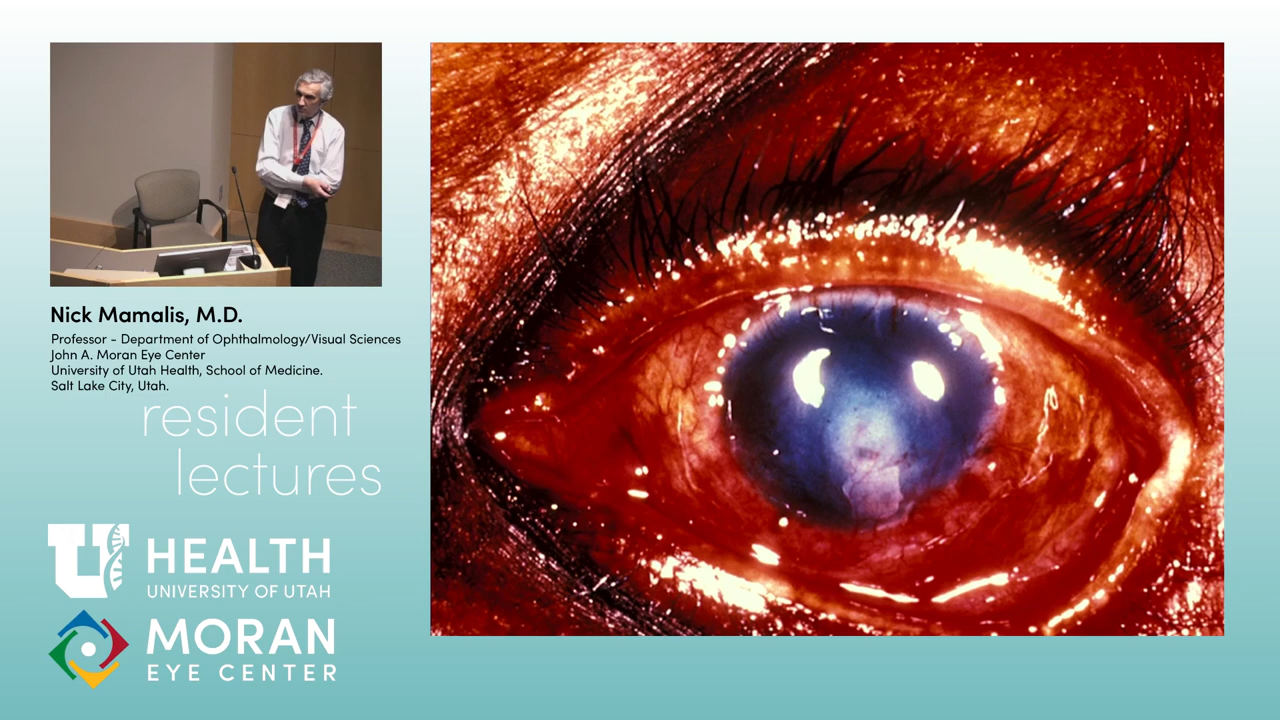 Nick Mamalis, M.D.
Professor - Department of Ophthalmology/Visual Sciences
John A. Moran Eye Center
University of Utah Health, School of Medicine.
Salt Lake City, Utah.
resident
lectures
U HEALTH
UNIVERSITY OF UTAH
MORAN
EYE CENTER